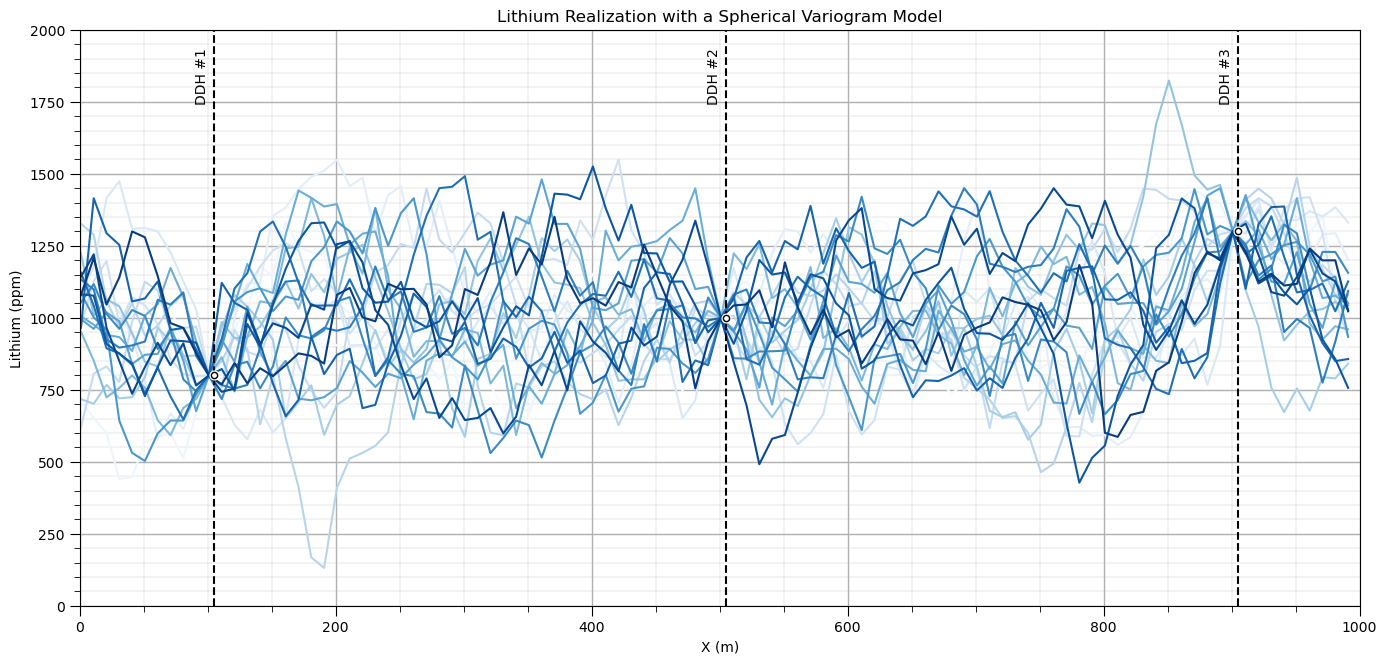 Lithium Realization with a Spherical Variogram Model
DDH #1
DDH #2
DDH #3
Lithium (ppm)
2000
1750
1500
1250
1000
750
500
250
0
0 200 400 600 800 1000
X (m)